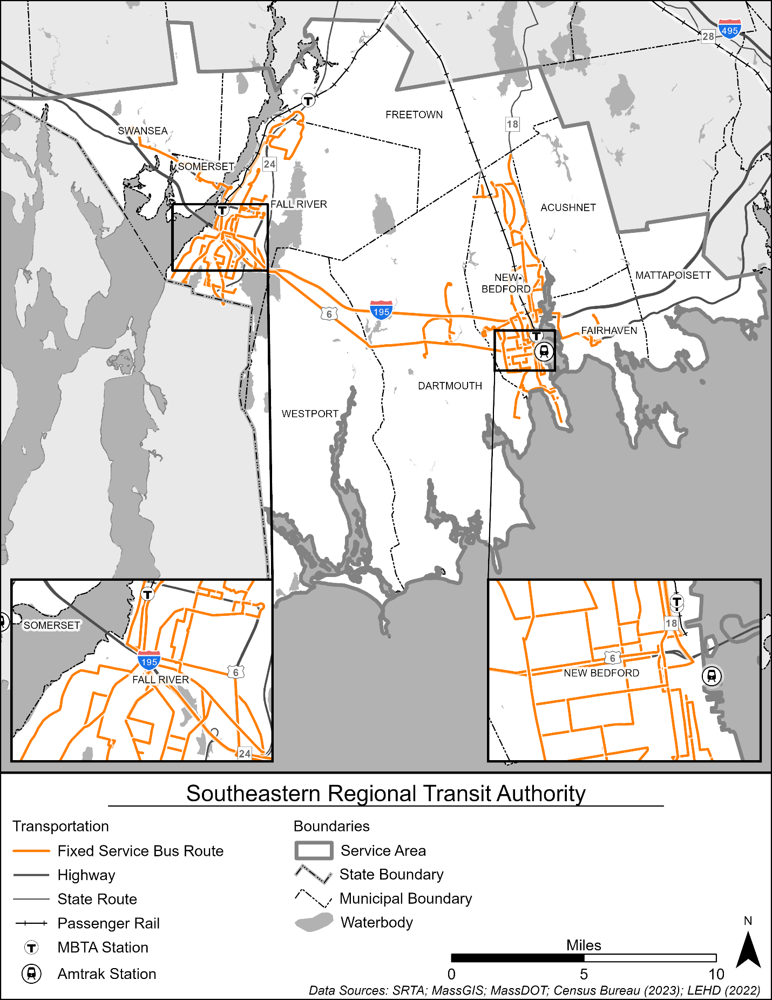 495
28
FREETOWN
18
SWANSEA
24
SOMERSET
T
FALL RIVER
T
ACUSHNET
NEW
BEDFORD
MATTAPOISETT
195
6
FAIRHAVEN
T
DARTMOUTH
WESTPORT
T
SOMERSET
195
6
FALL RIVER
24
T
18
6
NEW BEDFORD
Southeastern Regional Transit Authority
Transportation
Fixed Service Bus Route
Highway
State Route
Passenger Rail
T MBTA Station
Amtrak Station
Boundaries
Service Area
State Boundary
Municipal Boundary
Waterbody
N
Miles
0 5 10
Data Sources: SRTA; MassGIS; MassDOT; Census Bureau (2023); LEHD (2022)